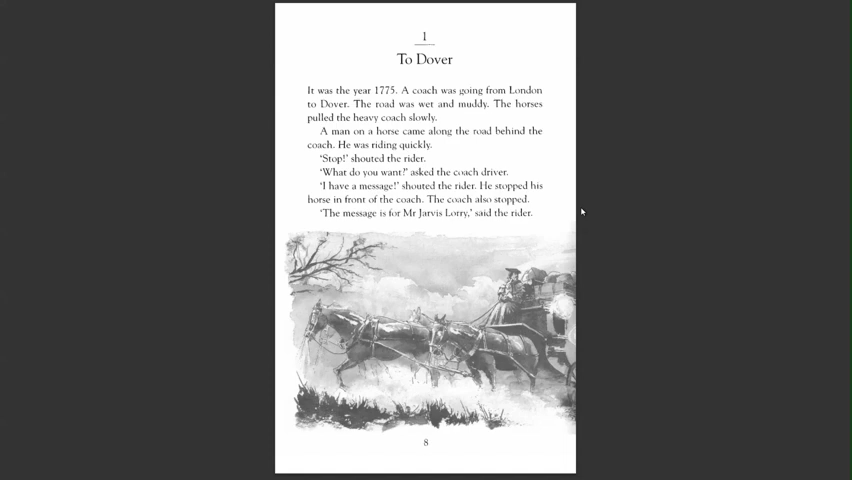 1
To Dover
It was the year 1775. A coach was going from London
to Dover. The road was wet and muddy. The horses
pulled the heavy coach slowly.
A man on a horse came along the road behind the
coach. He was riding quickly.
‘Stop!’ shouted the rider.
‘What do you want?’ asked the coach driver.
‘I have a message!’ shouted the rider. He stopped his
horse in front of the coach. The coach also stopped.
‘The message is for Mr Jarvis Lorry,’ said the rider.
8